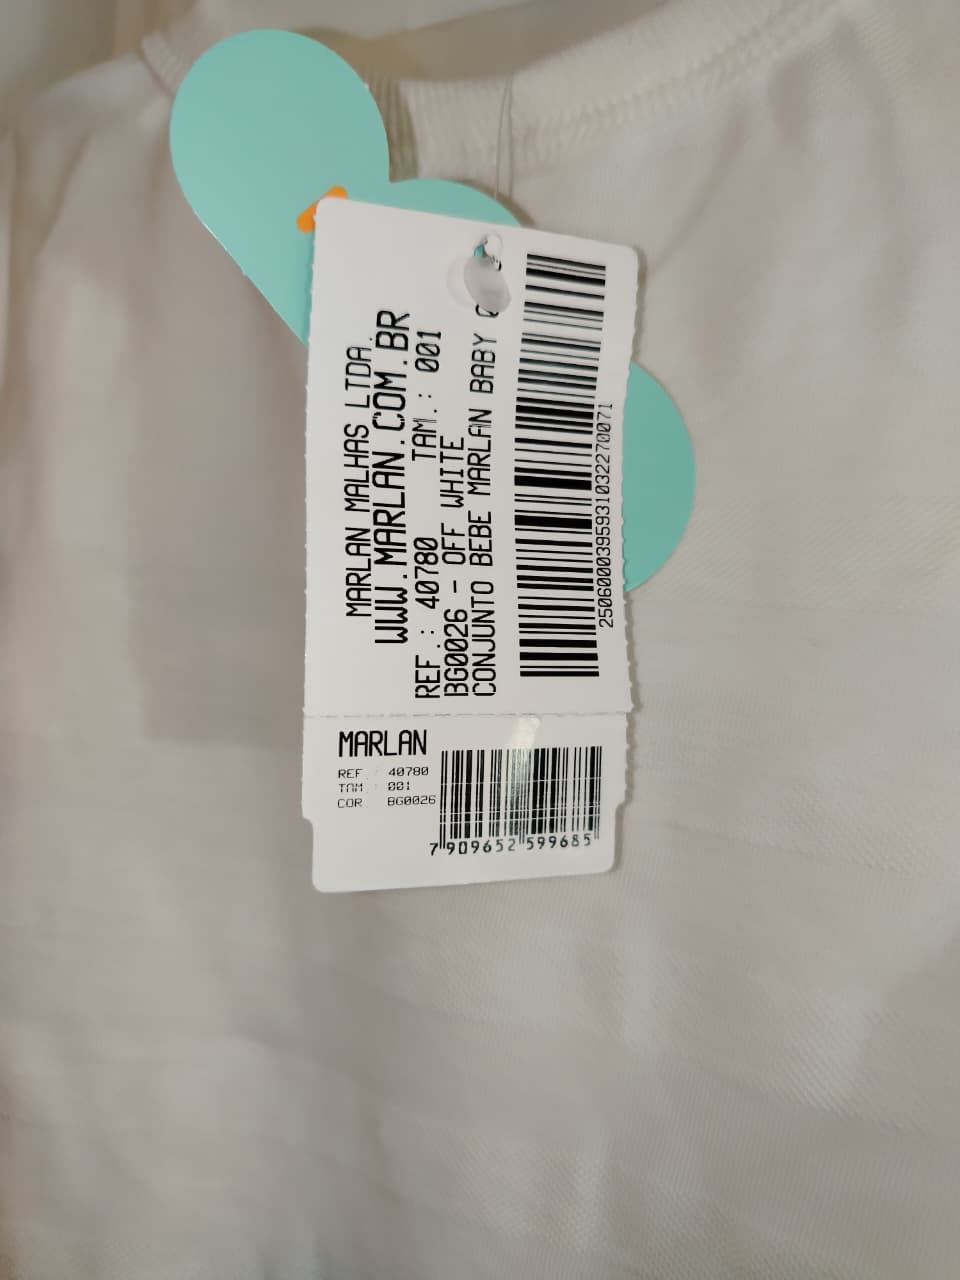 MARLAN MALHAS LTDA.
WWW.MARLAN.COM.BR
REF.: 40780 TAM.: 001
BG0026 - OFF WHITE
CONJUNTO BEBE MARLAN BABY
2506000395931032270071
MARLAN
REF : 40780
TAM : 001
COR BG0026
7 909652 599685